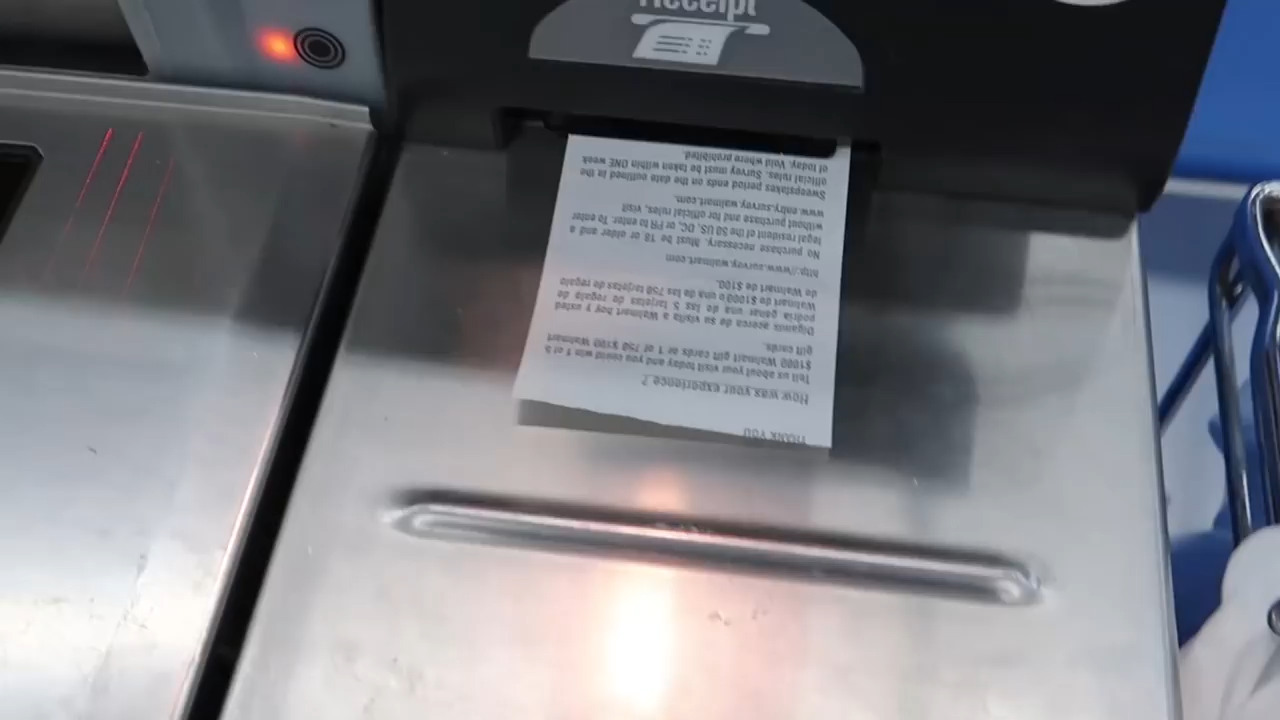 Receipt
THANK YOU
How was your experience ?
Tell us about your visit today and you could win 1 of 5
$1000 Walmart gift cards or 1 of 750 $100 Walmart
gift cards.
Díganos acerca de su visita a Walmart hoy y usted
podría ganar una de las 5 tarjetas de regalo de
Walmart de $1000 o una de las 750 tarjetas de regalo
de Walmart de $100.
http://www.survey.walmart.com
No purchase necessary. Must be 18 or older and a
legal resident of the 50 US, DC, or PR to enter. To enter
without purchase and for official rules, visit
www.entry.survey.walmart.com.
Sweepstakes period ends on the date outlined in the
official rules. Survey must be taken within ONE week
of today. Void where prohibited.